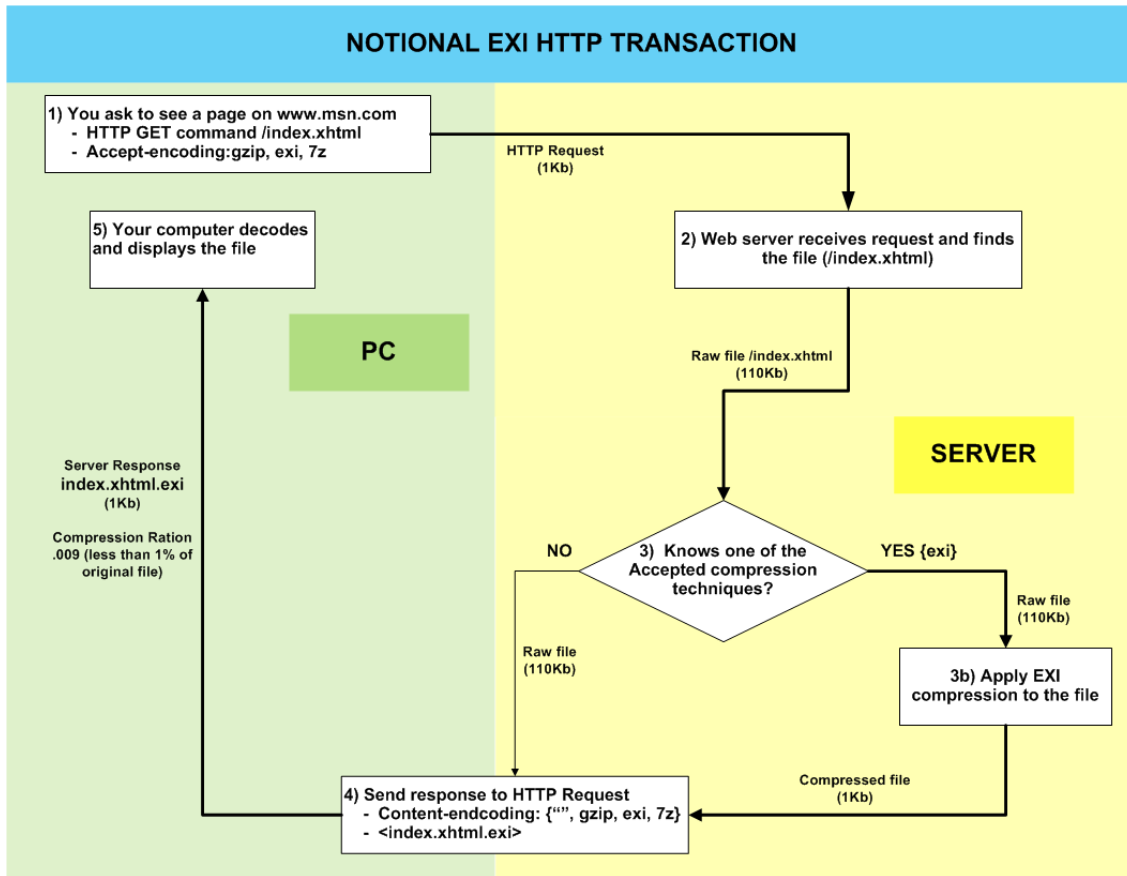 NOTIONAL EXI HTTP TRANSACTION
1) You ask to see a page on www.msn.com
- HTTP GET command /index.xhtml
- Accept-encoding:gzip, exi, 7z
HTTP Request
(1Kb)
2) Web server receives request and finds
the file (/index.xhtml)
5) Your computer decodes
and displays the file
PC
Raw file /index.xhtml
(110Kb)
SERVER
Server Response
index.xhtml.exi
(1Kb)
Compression Ration
.009 (less than 1% of
original file)
NO
3) Knows one of the
Accepted compression
techniques?
YES {exi}
Raw file
(110Kb)
Raw file
(110Kb)
3b) Apply EXI
compression to the file
Compressed file
(1Kb)
4) Send response to HTTP Request
- Content-endcoding: {“”, gzip, exi, 7z}
- <index.xhtml.exi>